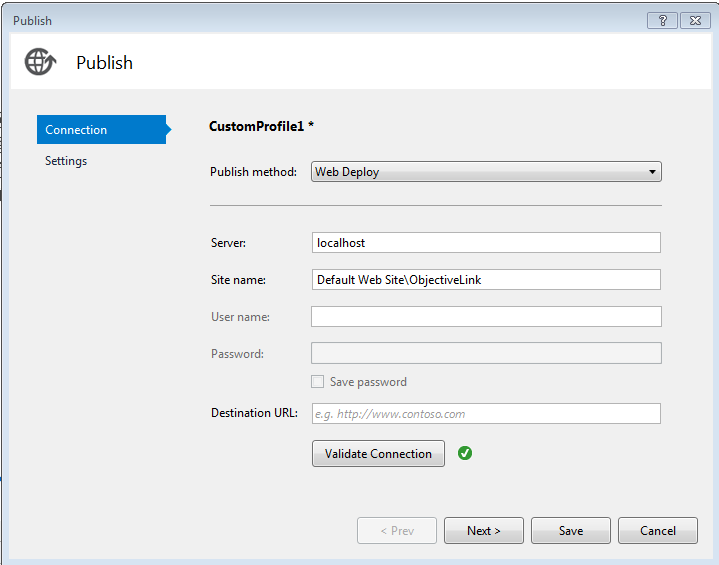 Publish
?
Publish
Connection
Settings
CustomProfile1 *
Publish method: Web Deploy
Server: localhost
Site name: Default Web Site\ObjectiveLink
User name:
Password:
Save password
Destination URL: e.g. http://www.contoso.com
Validate Connection
< Prev Next > Save Cancel